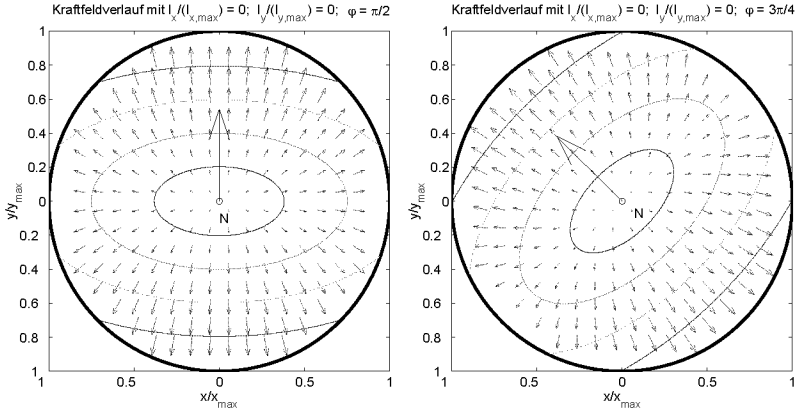 Kraftfeldverlauf mit I_x/(I_x,max) = 0; I_y/(I_y,max) = 0; φ = π/2
1
0.8
0.6
0.4
0.2
0
0.2
0.4
0.6
0.8
1
y/y_max
N
1 0.5 0 0.5 1
x/x_max
Kraftfeldverlauf mit I_x/(I_x,max) = 0; I_y/(I_y,max) = 0; φ = 3π/4
1
0.8
0.6
0.4
0.2
0
0.2
0.4
0.6
0.8
1
y/y_max
N
1 0.5 0 0.5 1
x/x_max